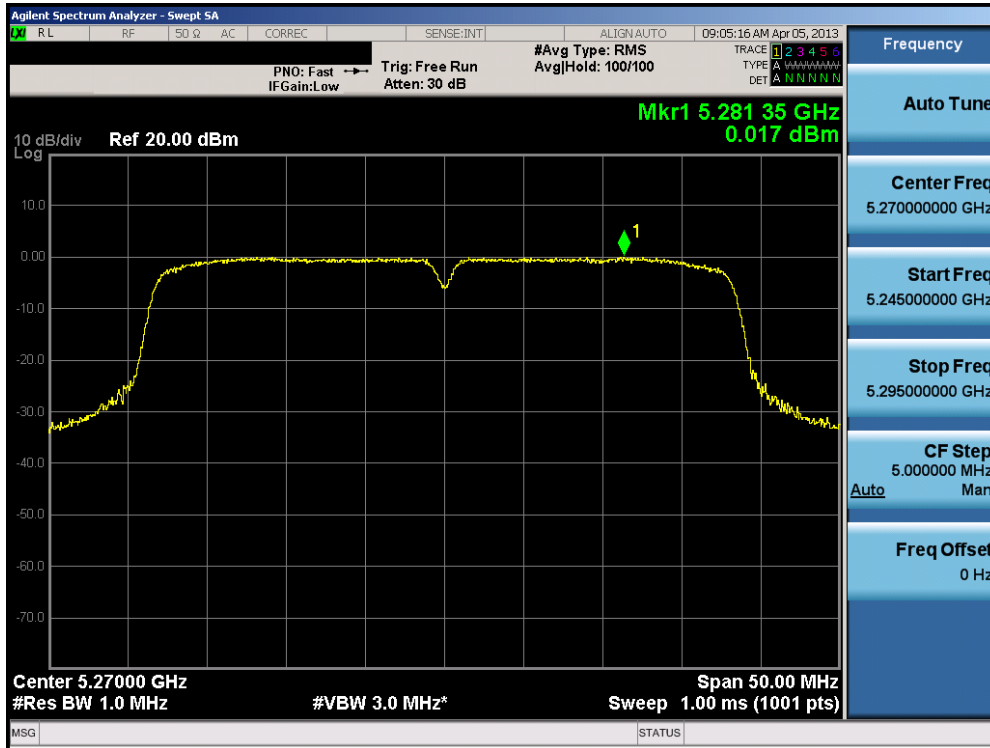 Agilent Spectrum Analyzer - Swept SA
LXI RL RF 50 Ω AC CORREC SENSE:INT ALIGN AUTO 09:05:16 AM Apr 05, 2013
#Avg Type: RMS TRACE 1 2 3 4 5 6
PNO: Fast Trig: Free Run Avg|Hold: 100/100 TYPE A WWWWW
IFGain:Low Atten: 30 dB DET A N N N N N
Mkr1 5.281 35 GHz
0.017 dBm
10 dB/div Ref 20.00 dBm
Log
10.0
1
0.00
-10.0
-20.0
-30.0
-40.0
-50.0
-60.0
-70.0
Center 5.27000 GHz Span 50.00 MHz
#Res BW 1.0 MHz #VBW 3.0 MHz* Sweep 1.00 ms (1001 pts)
MSG STATUS
Frequency
Auto Tune
Center Freq
5.270000000 GHz
Start Freq
5.245000000 GHz
Stop Freq
5.295000000 GHz
CF Step
5.000000 MHz
Auto Man
Freq Offset
0 Hz